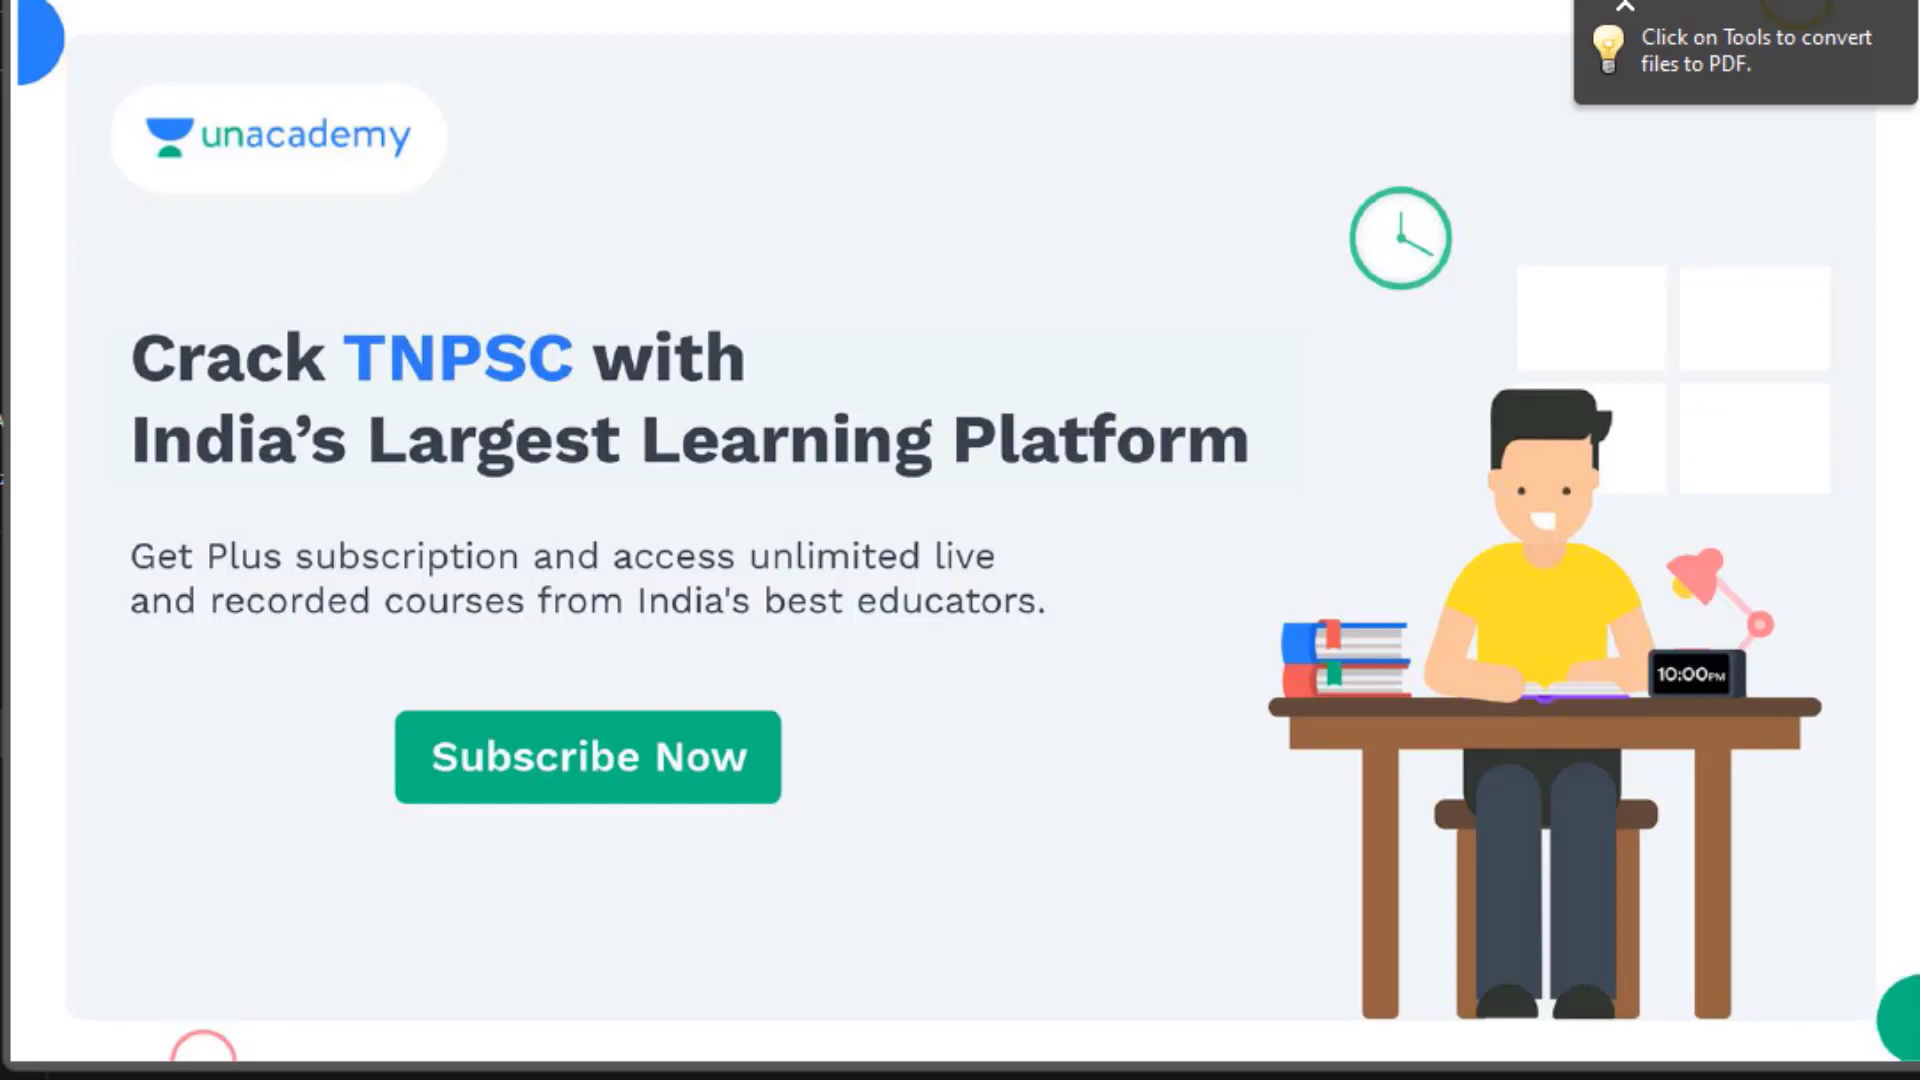 Click on Tools to convert
files to PDF.
unacademy
Crack TNPSC with
India’s Largest Learning Platform
Get Plus subscription and access unlimited live
and recorded courses from India's best educators.
10:00PM
Subscribe Now